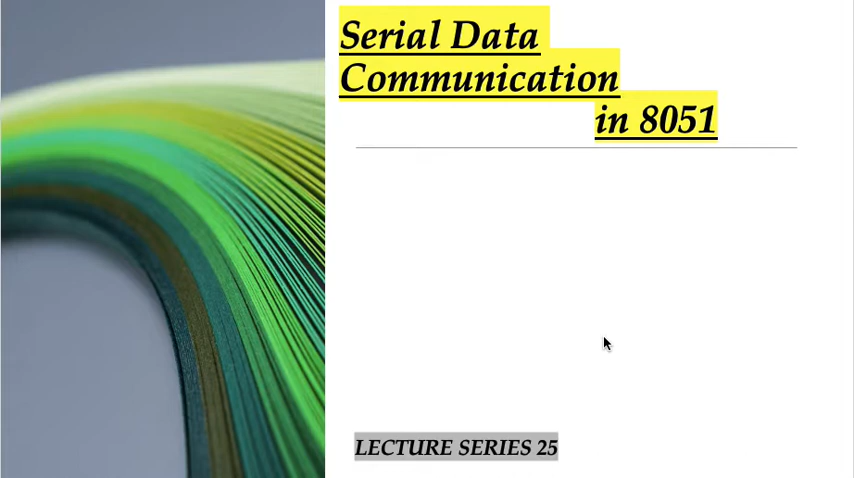 Serial Data
Communication
in 8051
LECTURE SERIES 25